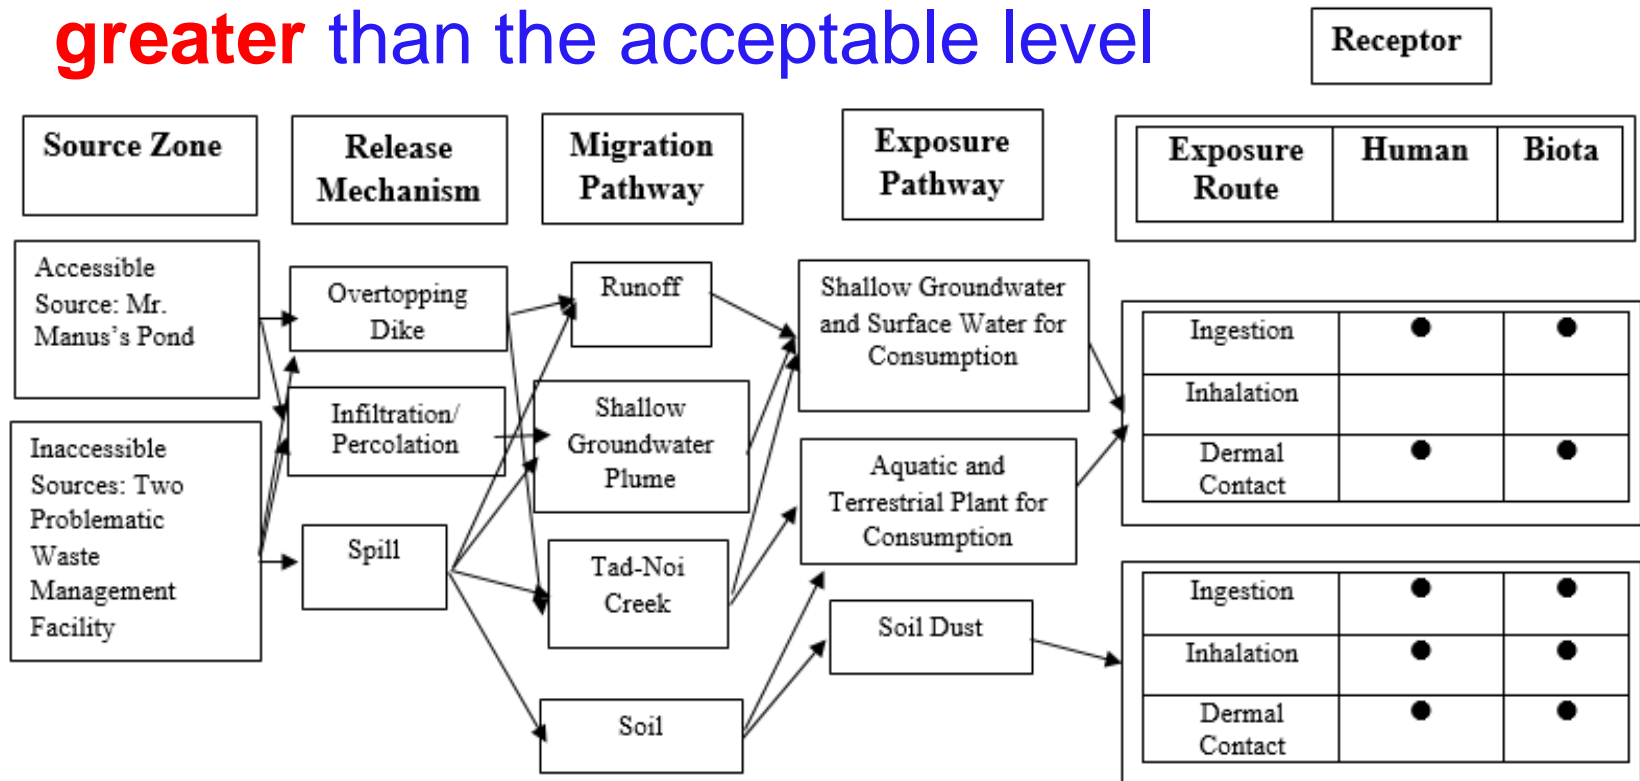 greater than the acceptable level
Receptor
Source Zone
Release
Mechanism
Migration
Pathway
Exposure
Pathway
Exposure
Route
Human
Biota
Accessible
Source: Mr.
Manus's Pond
Inaccessible
Sources: Two
Problematic
Waste
Management
Facility
Overtopping
Dike
Infiltration/
Percolation
Spill
Runoff
Shallow
Groundwater
Plume
Tad-Noi
Creek
Soil
Shallow Groundwater
and Surface Water for
Consumption
Aquatic and
Terrestrial Plant for
Consumption
Soil Dust
Ingestion
Inhalation
Dermal
Contact
Ingestion
Inhalation
Dermal
Contact